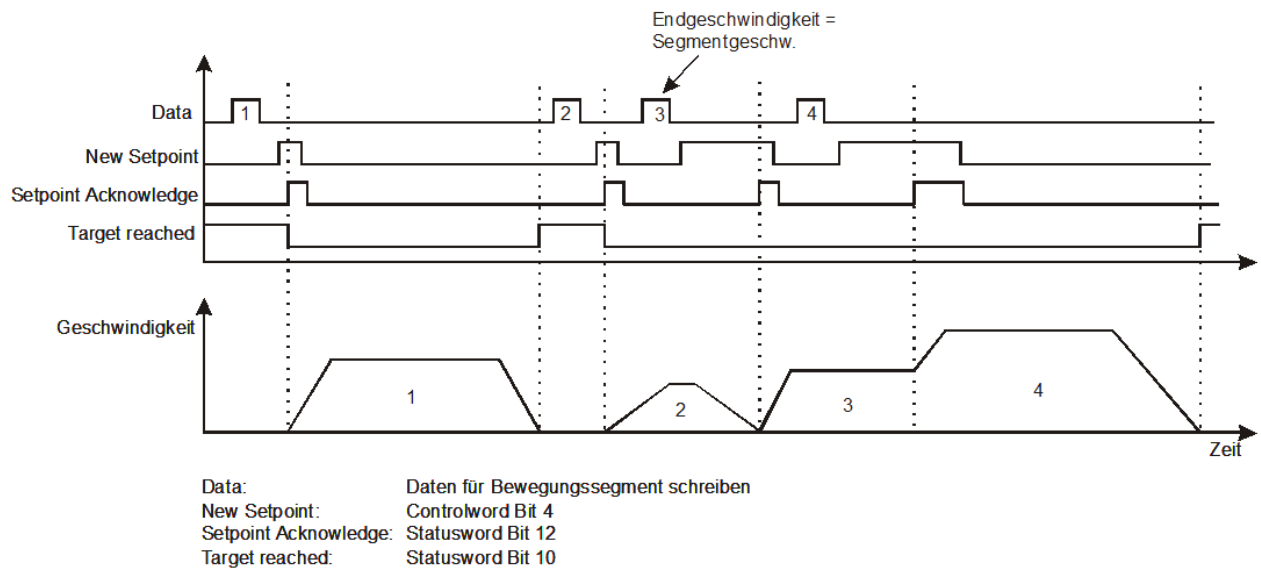 Endgeschwindigkeit =
Segmentgeschw.
Data
1
2
3
4
New Setpoint
Setpoint Acknowledge
Target reached
Geschwindigkeit
1
2
3
4
Zeit
Data: Daten für Bewegungssegment schreiben
New Setpoint: Controlword Bit 4
Setpoint Acknowledge: Statusword Bit 12
Target reached: Statusword Bit 10